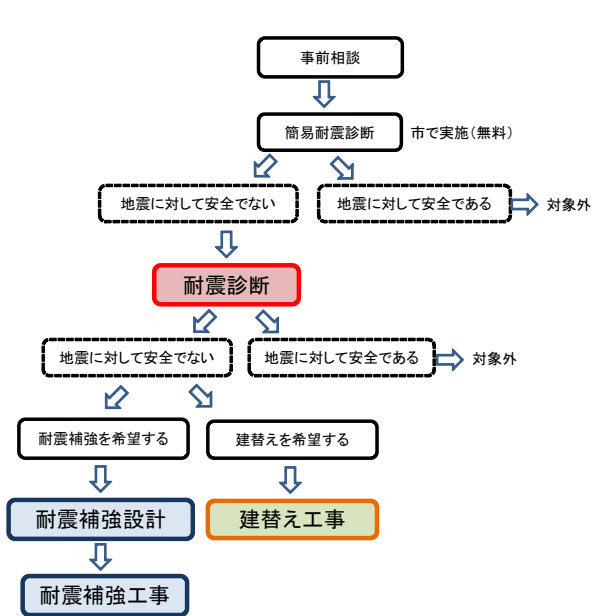 事前相談
簡易耐震診断
市で実施(無料)
地震に対して安全でない
地震に対して安全である
対象外
耐震診断
地震に対して安全でない
地震に対して安全である
対象外
耐震補強を希望する
建替えを希望する
耐震補強設計
建替え工事
耐震補強工事